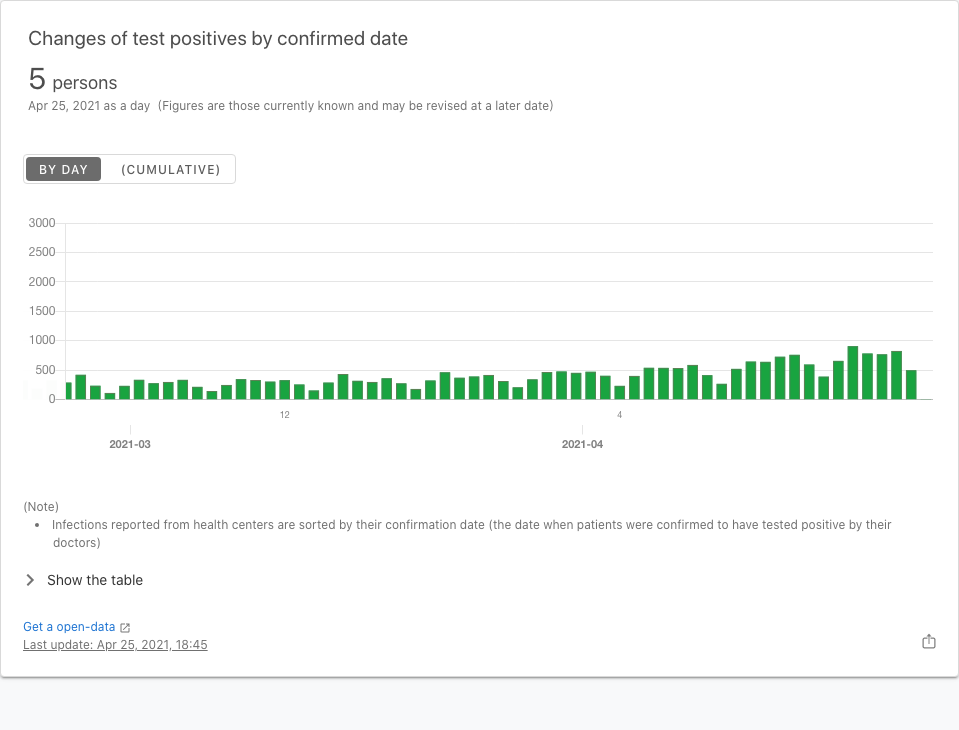 Changes of test positives by confirmed date
5 persons
Apr 25, 2021 as a day (Figures are those currently known and may be revised at a later date)
BY DAY (CUMULATIVE)
3000
2500
2000
1500
1000
500
0
12 4
2021-03 2021-04
(Note)
• Infections reported from health centers are sorted by their confirmation date (the date when patients were confirmed to have tested positive by their
doctors)
Show the table
Get a open-data
Last update: Apr 25, 2021, 18:45